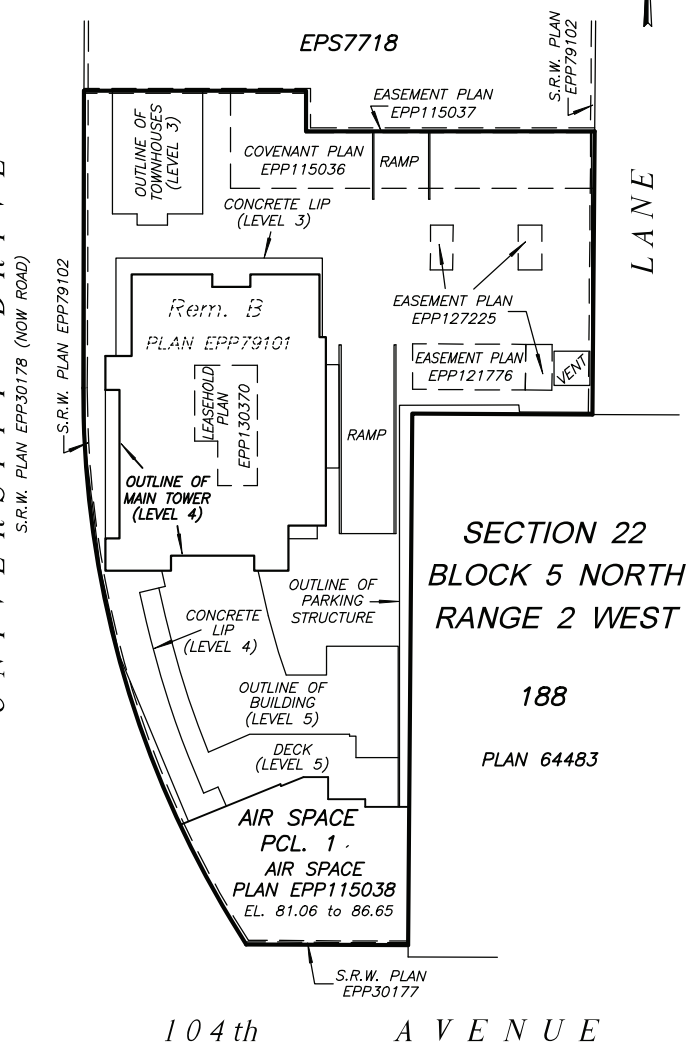 EPS7718
S.R.W. PLAN
EPP79102
EASEMENT PLAN
EPP115037
OUTLINE OF
TOWNHOUSES
(LEVEL 3)
COVENANT PLAN
EPP115036
RAMP
CONCRETE LIP
(LEVEL 3)
LANE
S.R.W. PLAN EPP79102
S.R.W. PLAN EPP30178 (NOW ROAD)
Rem. B
PLAN EPP79101
EASEMENT PLAN
EPP127225
EASEMENT PLAN
EPP121776
VENT
LEASEHOLD
PLAN
EPP130370
RAMP
OUTLINE OF
MAIN TOWER
(LEVEL 4)
SECTION 22
BLOCK 5 NORTH
RANGE 2 WEST
188
PLAN 64483
OUTLINE OF
PARKING
STRUCTURE
CONCRETE
LIP
(LEVEL 4)
OUTLINE OF
BUILDING
(LEVEL 5)
DECK
(LEVEL 5)
AIR SPACE
PCL. 1
AIR SPACE
PLAN EPP115038
EL. 81.06 to 86.65
S.R.W. PLAN
EPP30177
104th AVENUE